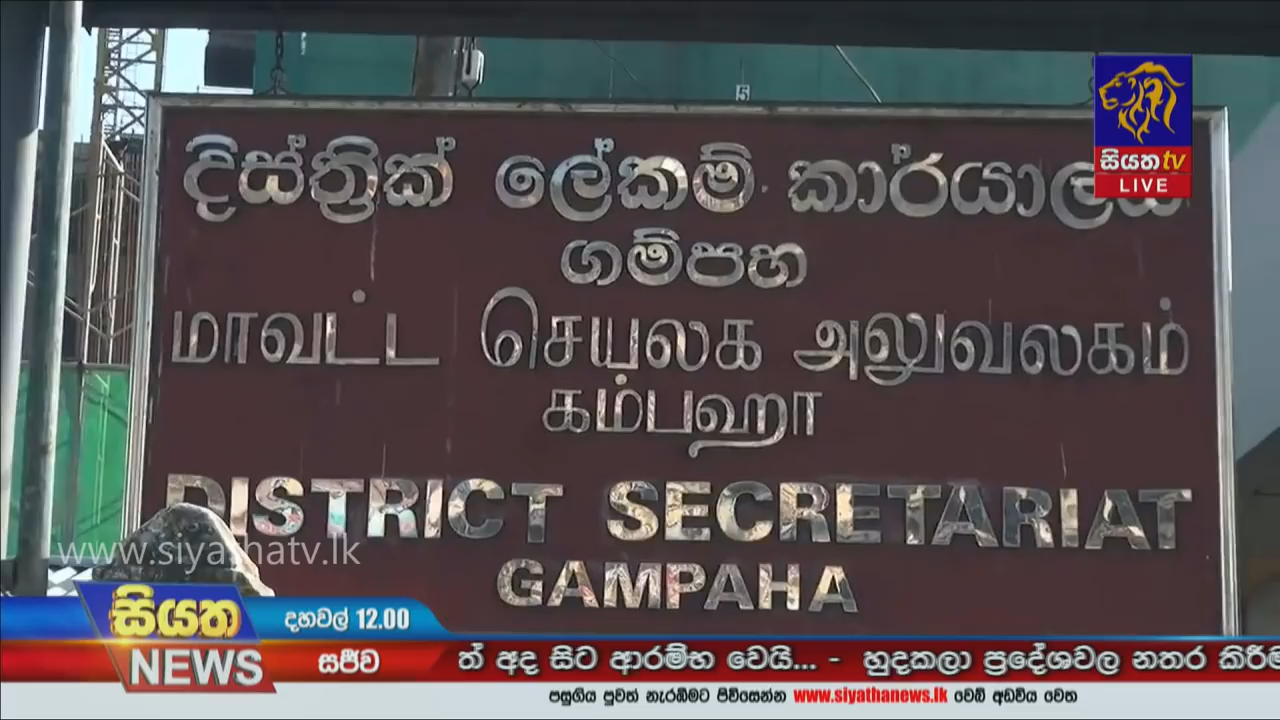 5
සියත tv
LIVE
දිස්ත්‍රික් ලේකම් කාර්යාලය
ගම්පහ
மாவட்ட செயலக அலுவலகம்
கம்பஹா
DISTRICT SECRETARIAT
GAMPAHA
www.siyathatv.lk
සියත NEWS
දහවල් 12.00
සජීව
ත් අද සිට ආරම්භ වෙයි... - හුදකලා ප්‍රදේශවල නතර කිරීම
පසුගිය පුවත් නැරඹීමට පිවිසෙන්න www.siyathanews.lk වෙබ් අඩවිය වෙත